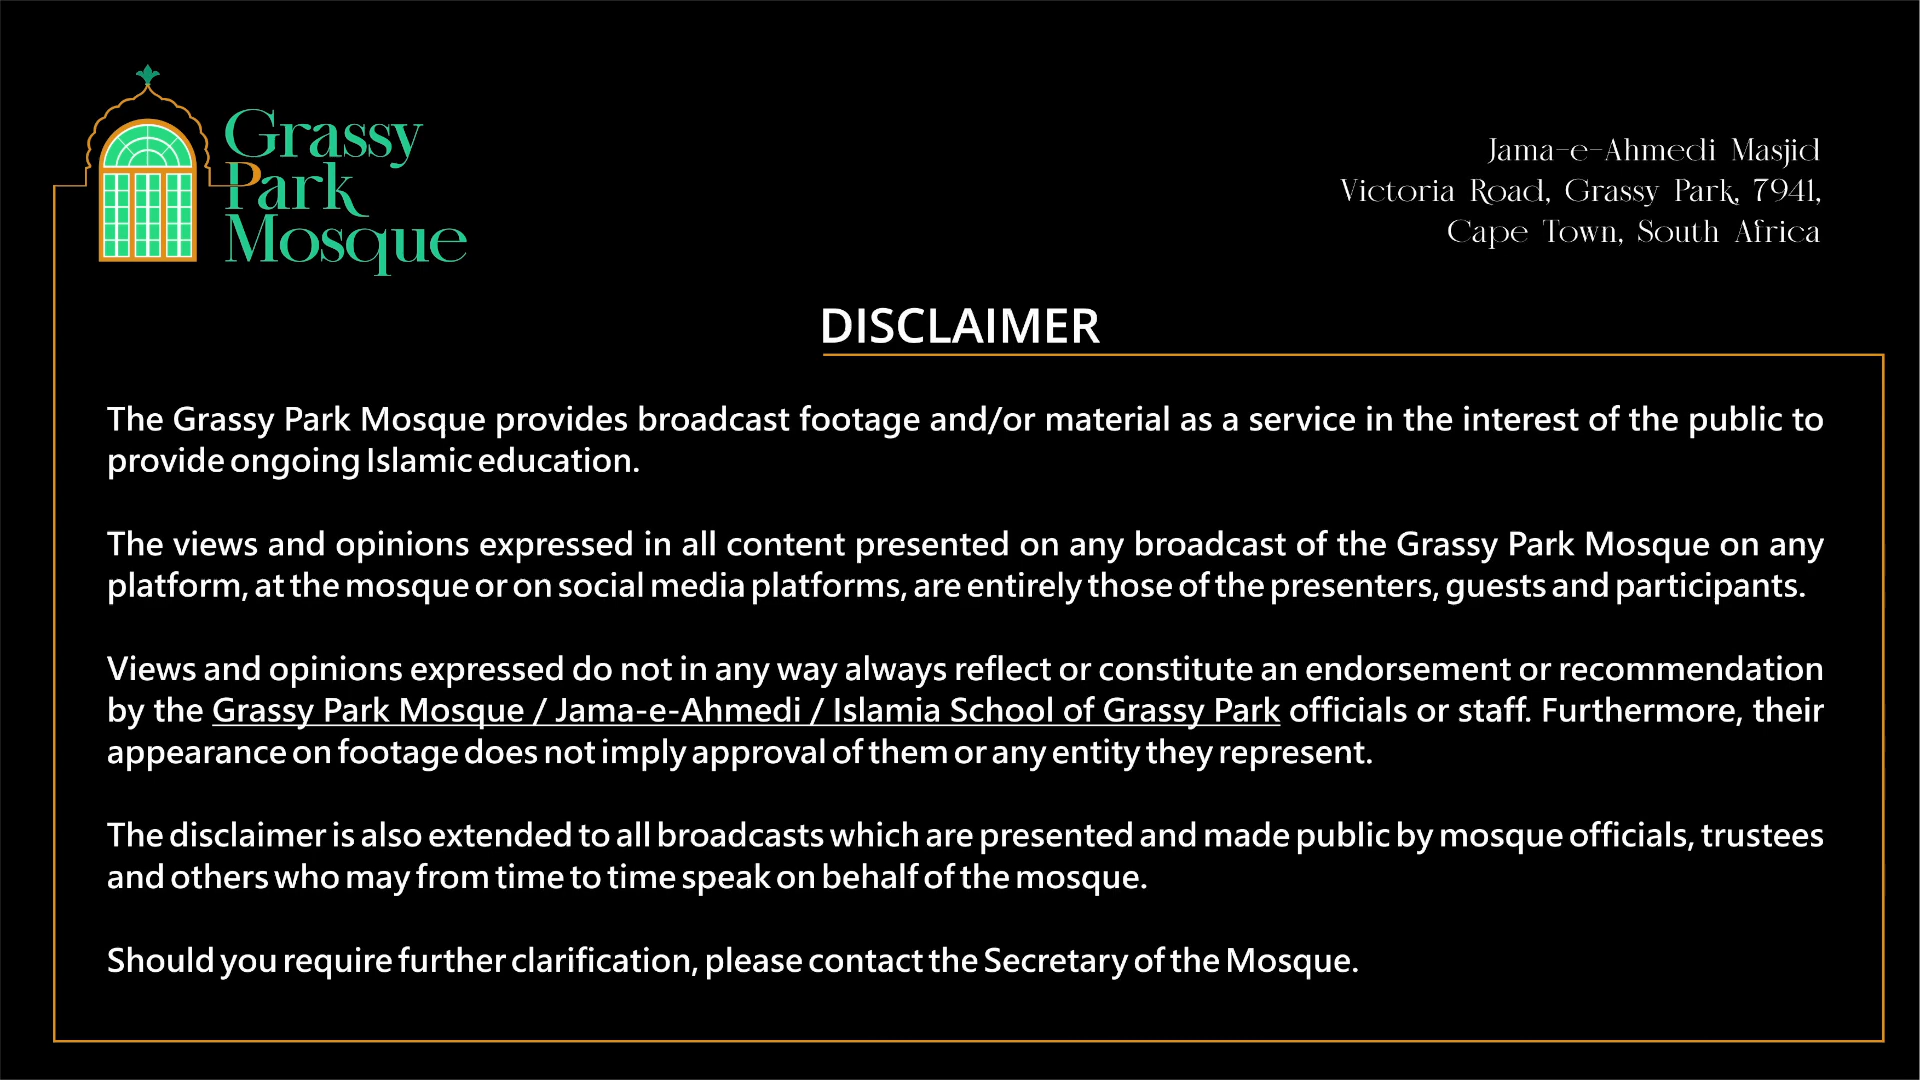 Grassy
Park
Mosque
Jama-e-Ahmedi Masjid
Victoria Road, Grassy Park, 7941,
Cape Town, South Africa
DISCLAIMER
The Grassy Park Mosque provides broadcast footage and/or material as a service in the interest of the public to
provide ongoing Islamic education.
The views and opinions expressed in all content presented on any broadcast of the Grassy Park Mosque on any
platform, at the mosque or on social media platforms, are entirely those of the presenters, guests and participants.
Views and opinions expressed do not in any way always reflect or constitute an endorsement or recommendation
by the Grassy Park Mosque / Jama-e-Ahmedi / Islamia School of Grassy Park officials or staff. Furthermore, their
appearance on footage does not imply approval of them or any entity they represent.
The disclaimer is also extended to all broadcasts which are presented and made public by mosque officials, trustees
and others who may from time to time speak on behalf of the mosque.
Should you require further clarification, please contact the Secretary of the Mosque.